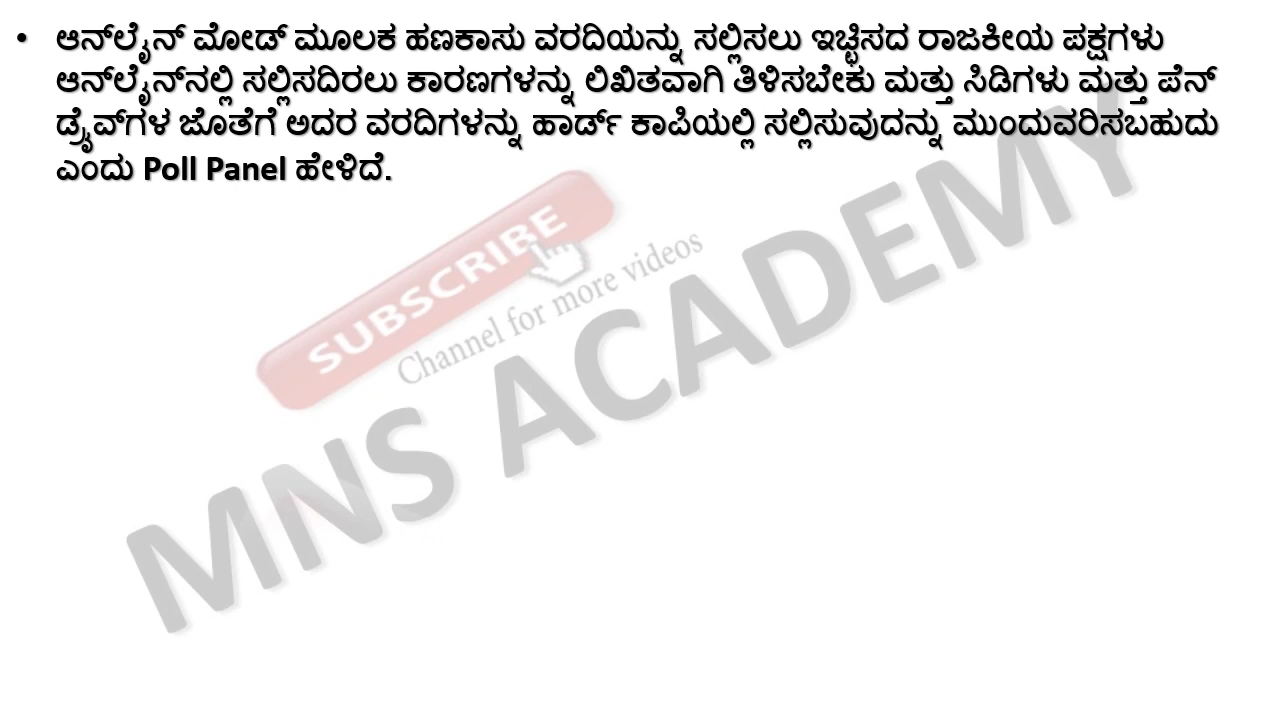 • ಆನ್‌ಲೈನ್ ಮೋಡ್ ಮೂಲಕ ಹಣಕಾಸು ವರದಿಯನ್ನು ಸಲ್ಲಿಸಲು ಇಚ್ಛಿಸದ ರಾಜಕೀಯ ಪಕ್ಷಗಳು
ಆನ್‌ಲೈನ್‌ನಲ್ಲಿ ಸಲ್ಲಿಸದಿರಲು ಕಾರಣಗಳನ್ನು ಲಿಖಿತವಾಗಿ ತಿಳಿಸಬೇಕು ಮತ್ತು ಸಿಡಿಗಳು ಮತ್ತು ಪೆನ್
ಡ್ರೈವ್‌ಗಳ ಜೊತೆಗೆ ಅದರ ವರದಿಗಳನ್ನು ಹಾರ್ಡ್ ಕಾಪಿಯಲ್ಲಿ ಸಲ್ಲಿಸುವುದನ್ನು ಮುಂದುವರಿಸಬಹುದು
ಎಂದು Poll Panel ಹೇಳಿದೆ.
SUBSCRIBE
Channel for more videos
MNS ACADEMY